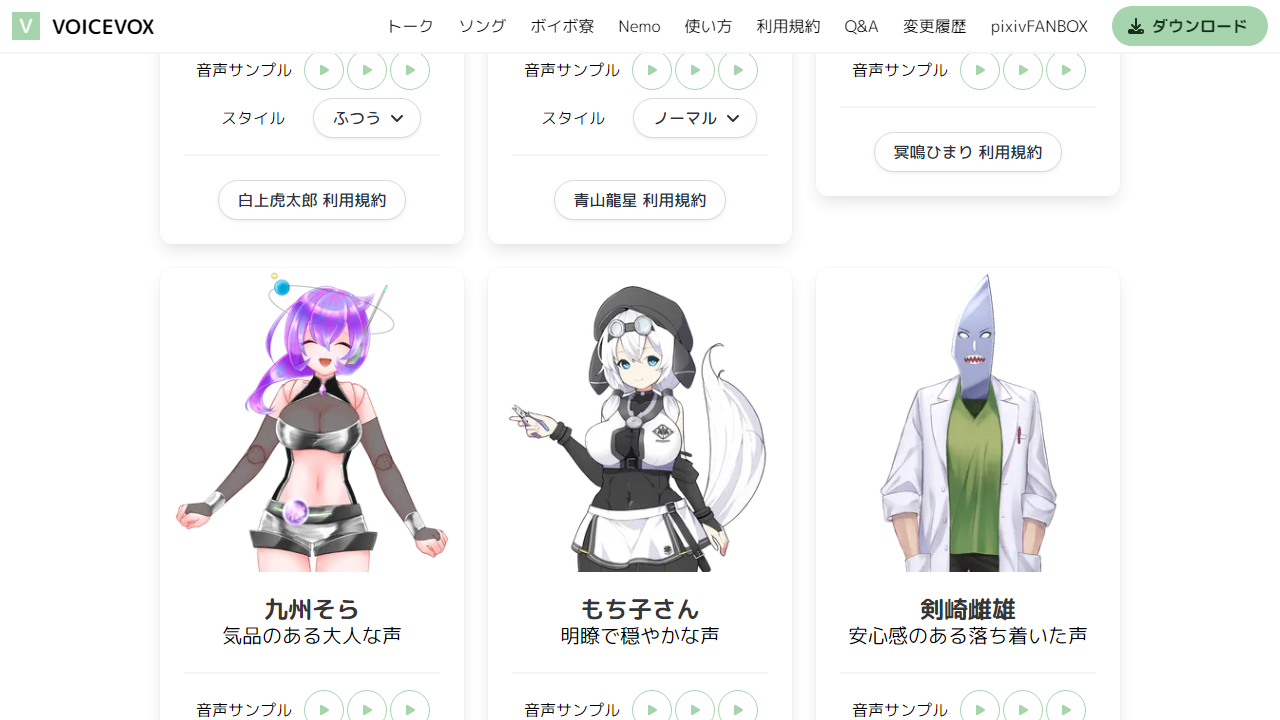 V VOICEVOX トーク ソング ボイボ寮 Nemo 使い方 利用規約 Q&A 変更履歴 pixivFANBOX ダウンロード
音声サンプル
スタイル ふつう
白上虎太郎 利用規約
音声サンプル
スタイル ノーマル
青山龍星 利用規約
音声サンプル
冥鳴ひまり 利用規約
九州そら
気品のある大人な声
音声サンプル
もち子さん
明瞭で穏やかな声
音声サンプル
剣崎雌雄
安心感のある落ち着いた声
音声サンプル